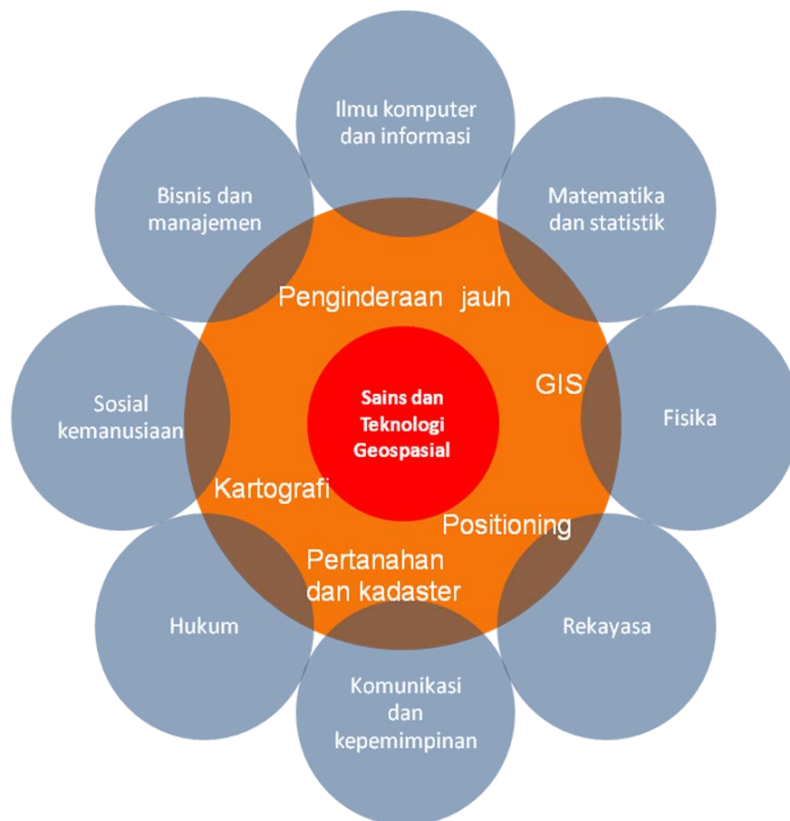 Ilmu komputer
dan informasi
Bisnis dan
manajemen
Matematika
dan statistik
Penginderaan jauh
GIS
Sains dan
Teknologi
Geospasial
Sosial
kemanusiaan
Fisika
Kartografi
Positioning
Pertanahan
dan kadaster
Hukum
Rekayasa
Komunikasi
dan
kepemimpinan